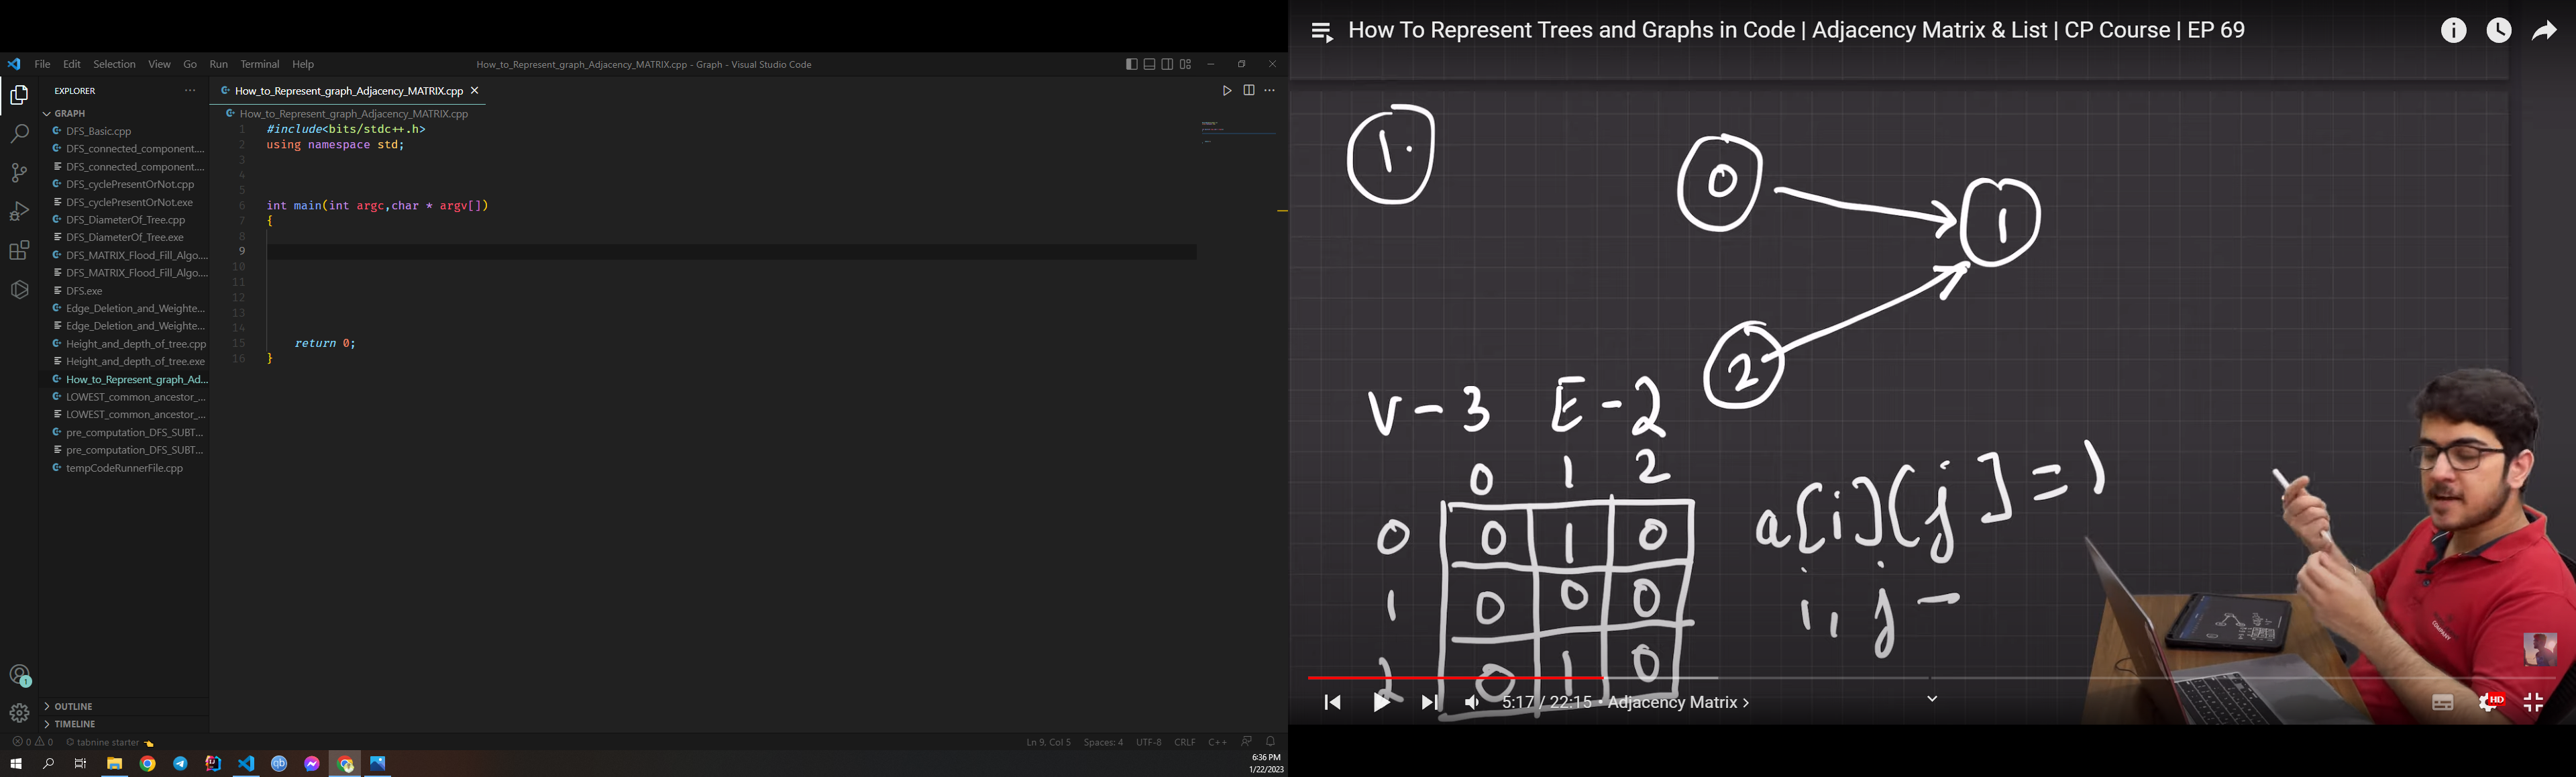 File Edit Selection View Go Run Terminal Help
How_to_Represent_graph_Adjacency_MATRIX.cpp - Graph - Visual Studio Code
EXPLORER
GRAPH
DFS_Basic.cpp
DFS_connected_component....
DFS_connected_component....
DFS_cyclePresentOrNot.cpp
DFS_cyclePresentOrNot.exe
DFS_DiameterOf_Tree.cpp
DFS_DiameterOf_Tree.exe
DFS_MATRIX_Flood_Fill_Algo....
DFS_MATRIX_Flood_Fill_Algo....
DFS.exe
Edge_Deletion_and_Weighte...
Edge_Deletion_and_Weighte...
Height_and_depth_of_tree.cpp
Height_and_depth_of_tree.exe
How_to_Represent_graph_Ad...
LOWEST_common_ancestor_...
LOWEST_common_ancestor_...
pre_computation_DFS_SUBT...
pre_computation_DFS_SUBT...
tempCodeRunnerFile.cpp
OUTLINE
TIMELINE
How_to_Represent_graph_Adjacency_MATRIX.cpp
How_to_Represent_graph_Adjacency_MATRIX.cpp
1 #include<bits/stdc++.h>
2 using namespace std;
3
4
5
6 int main(int argc,char * argv[])
7 {
8
9
10
11
12
13
14
15 return 0;
16 }
1
0 0 tabnine starter
Ln 9, Col 5 Spaces: 4 UTF-8 CRLF C++
6:36 PM
1/22/2023
How To Represent Trees and Graphs in Code | Adjacency Matrix & List | CP Course | EP 69
1.
0
1
2
V - 3 E - 2
0 1 2
0 0 1 0
1 0 0 0
2 0 1 0
a[i][j] = 1
i, j -
COMPANY
5:17 / 22:15 • Adjacency Matrix
HD